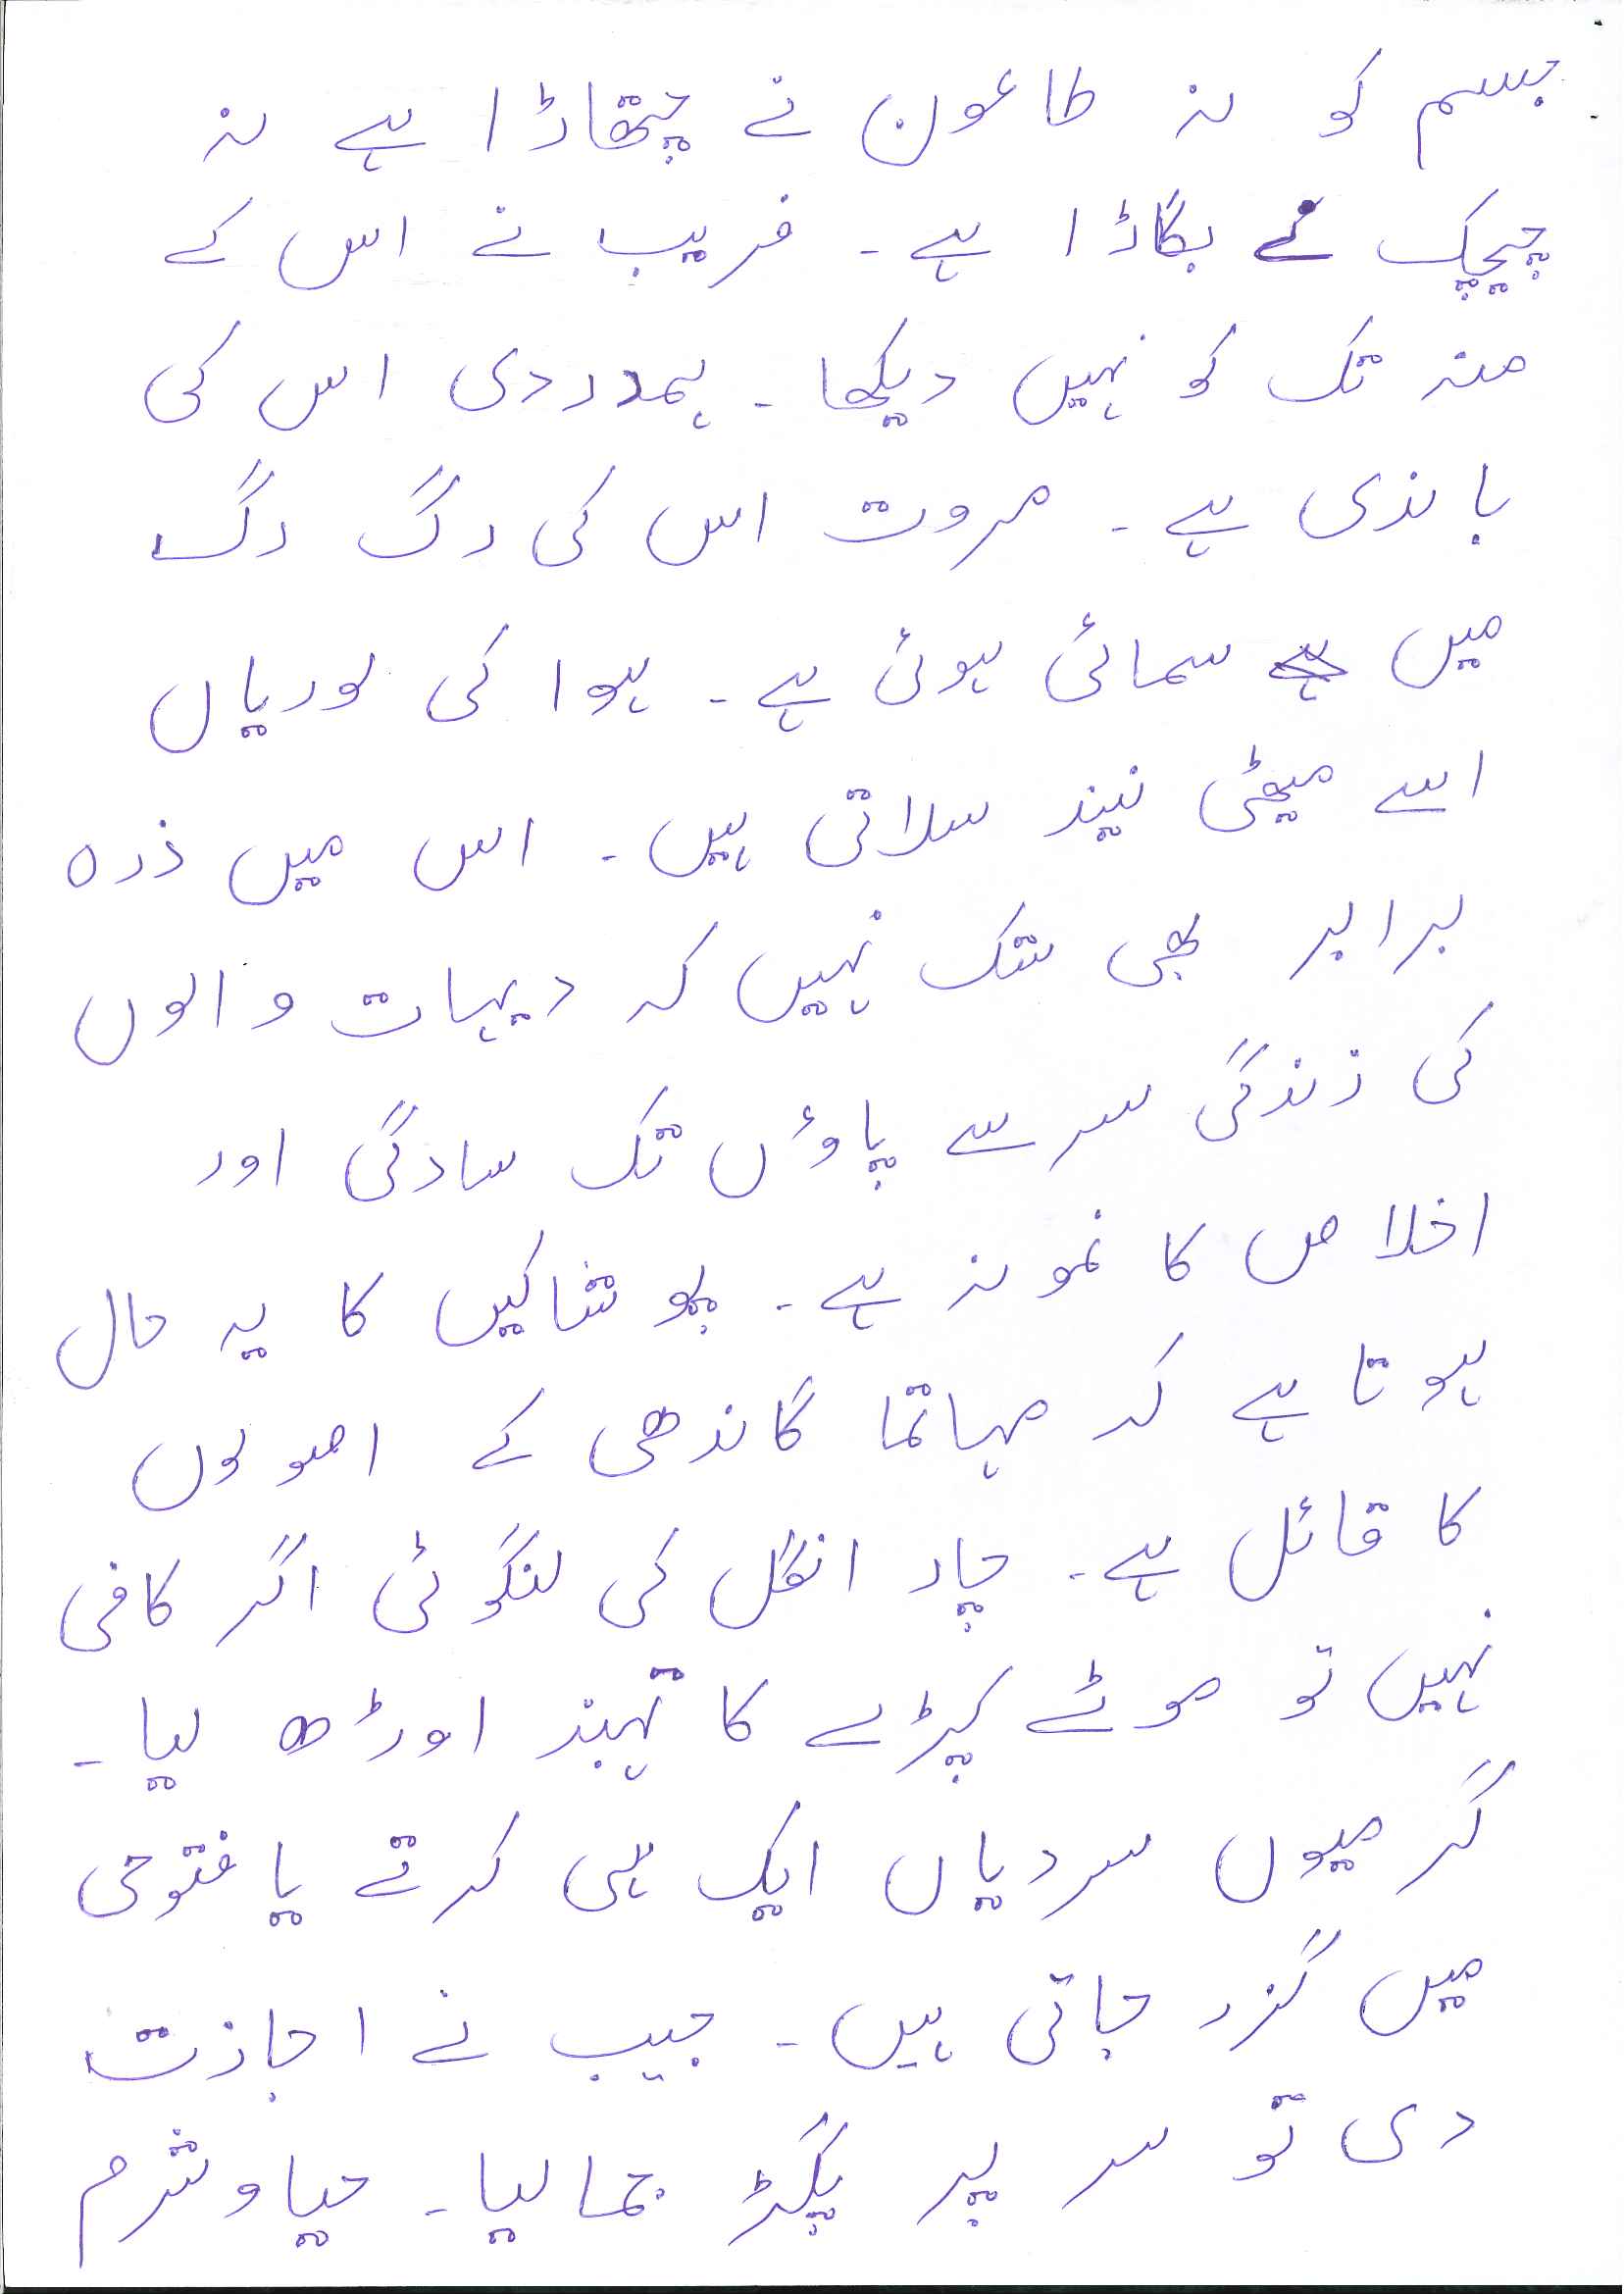 جسم کو نہ طاعون نے چتھاڑا ہے نہ
چیچک نے بگاڑا ہے۔ فریب نے اس کے
منہ تک کو نہیں دیکھا۔ ہمدردی اس کی
باندی ہے۔ مروت اس کی رگ رگ
میں سمائی ہوئی ہے۔ ہوا کی لوریاں
اسے میٹھی نیند سلاتی ہیں۔ اس میں ذرہ
برابر بھی شک نہیں کہ دیہات والوں
کی زندگی سر سے پاؤں تک سادگی اور
اخلاص کا نمونہ ہے۔ پوشاکیں کا یہ حال
ہوتا ہے کہ مہاتما گاندھی کے اصولوں
کا قائل ہے۔ چار انگل کی لنگوٹی اگر کافی
نہیں تو موٹے کپڑے کا تہبند اوڑھ لیا۔
گرمیوں سردیاں ایک ہی کرتے یا فتوحی
میں گزر جاتی ہیں۔ جیب نے اجازت
دی تو سر پر پگڑ جما لیا۔ حیا و شرم